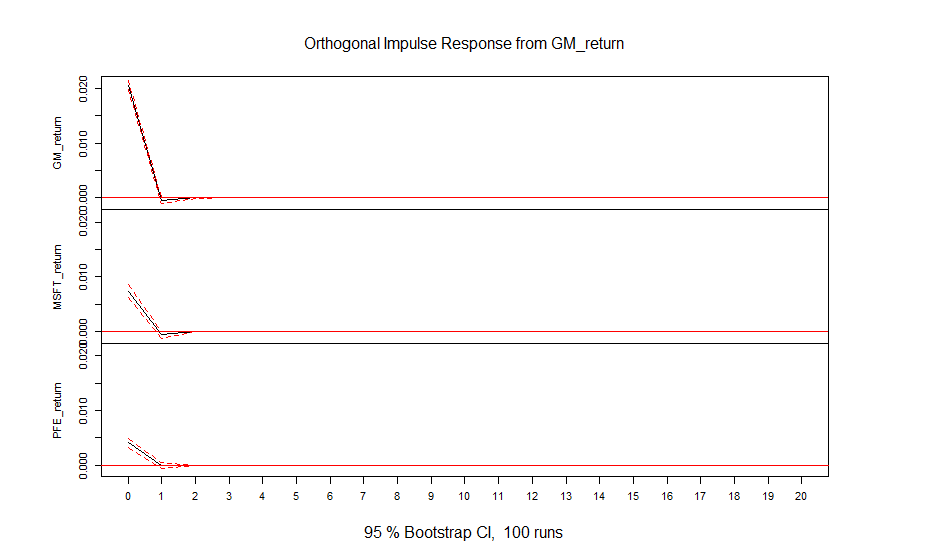 Orthogonal Impulse Response from GM_return
GM_return
0.020
0.010
0.000
MSFT_return
0.020
0.010
0.000
PFE_return
0.020
0.010
0.000
0 1 2 3 4 5 6 7 8 9 10 11 12 13 14 15 16 17 18 19 20
95 % Bootstrap CI, 100 runs